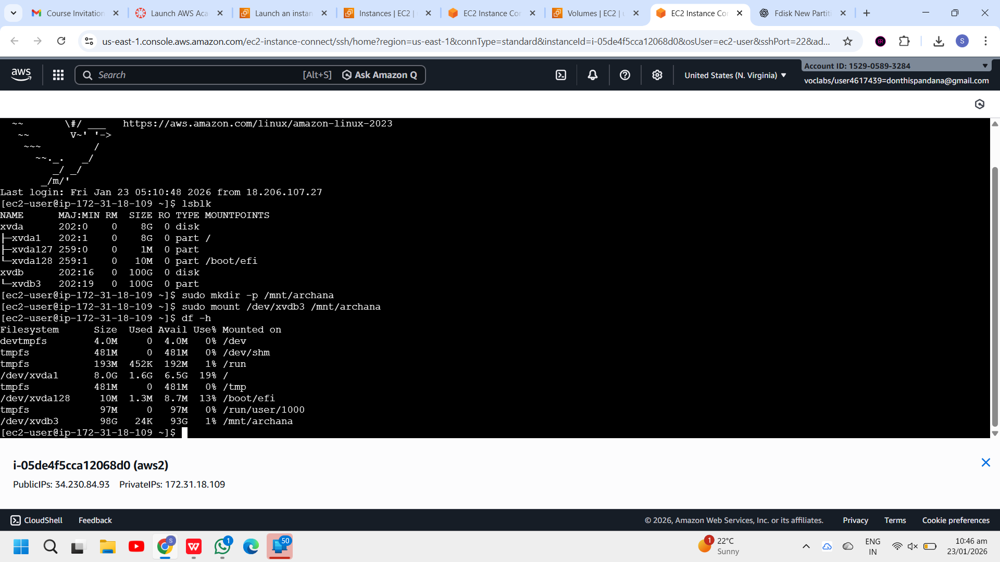 Course Invitation
Launch AWS Aca
Launch an instan
Instances | EC2 |
EC2 Instance Con
Volumes | EC2 | u
EC2 Instance Con
Fdisk New Partiti
us-east-1.console.aws.amazon.com/ec2-instance-connect/ssh/home?region=us-east-1&connType=standard&instanceId=i-05de4f5cca12068d0&osUser=ec2-user&sshPort=22&ad...
S
aws
Search
[Alt+S]
Ask Amazon Q
United States (N. Virginia)
Account ID: 1529-0589-3284
voclabs/user4617439=donthispandana@gmail.com
~~       \#/ ___   https://aws.amazon.com/linux/amazon-linux-2023
~~       V~' '->
~~~         /
~~._.   _/
_/ _/
_/m/'
Last login: Fri Jan 23 05:10:48 2026 from 18.206.107.27
[ec2-user@ip-172-31-18-109 ~]$ lsblk
NAME      MAJ:MIN RM  SIZE RO TYPE MOUNTPOINTS
xvda      202:0    0    8G  0 disk
├─xvda1   202:1    0    8G  0 part /
├─xvda127 259:0    0    1M  0 part
└─xvda128 259:1    0   10M  0 part /boot/efi
xvdb      202:16   0  100G  0 disk
└─xvdb3   202:19   0  100G  0 part
[ec2-user@ip-172-31-18-109 ~]$ sudo mkdir -p /mnt/archana
[ec2-user@ip-172-31-18-109 ~]$ sudo mount /dev/xvdb3 /mnt/archana
[ec2-user@ip-172-31-18-109 ~]$ df -h
Filesystem      Size  Used Avail Use% Mounted on
devtmpfs        4.0M     0  4.0M   0% /dev
tmpfs           481M     0  481M   0% /dev/shm
tmpfs           193M  452K  192M   1% /run
/dev/xvda1      8.0G  1.6G  6.5G  19% /
tmpfs           481M     0  481M   0% /tmp
/dev/xvda128     10M  1.3M  8.7M  13% /boot/efi
tmpfs            97M     0   97M   0% /run/user/1000
/dev/xvdb3       98G   24K   93G   1% /mnt/archana
[ec2-user@ip-172-31-18-109 ~]$
i-05de4f5cca12068d0 (aws2)
PublicIPs: 34.230.84.93 PrivateIPs: 172.31.18.109
CloudShell
Feedback
© 2026, Amazon Web Services, Inc. or its affiliates.
Privacy
Terms
Cookie preferences
S
W
1
50
1
22°C
Sunny
ENG
IN
10:46 am
23/01/2026